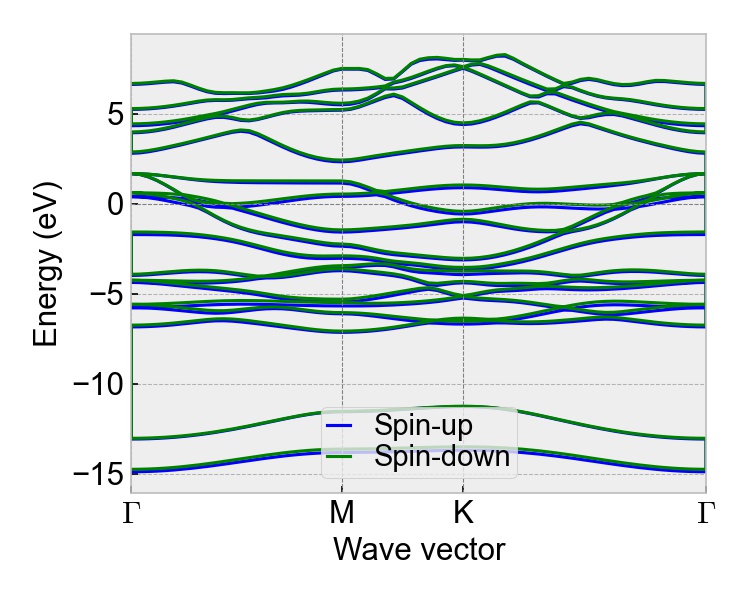 Energy (eV)
5
0
−5
−10
−15
Spin-up
Spin-down
Γ M K Γ
Wave vector